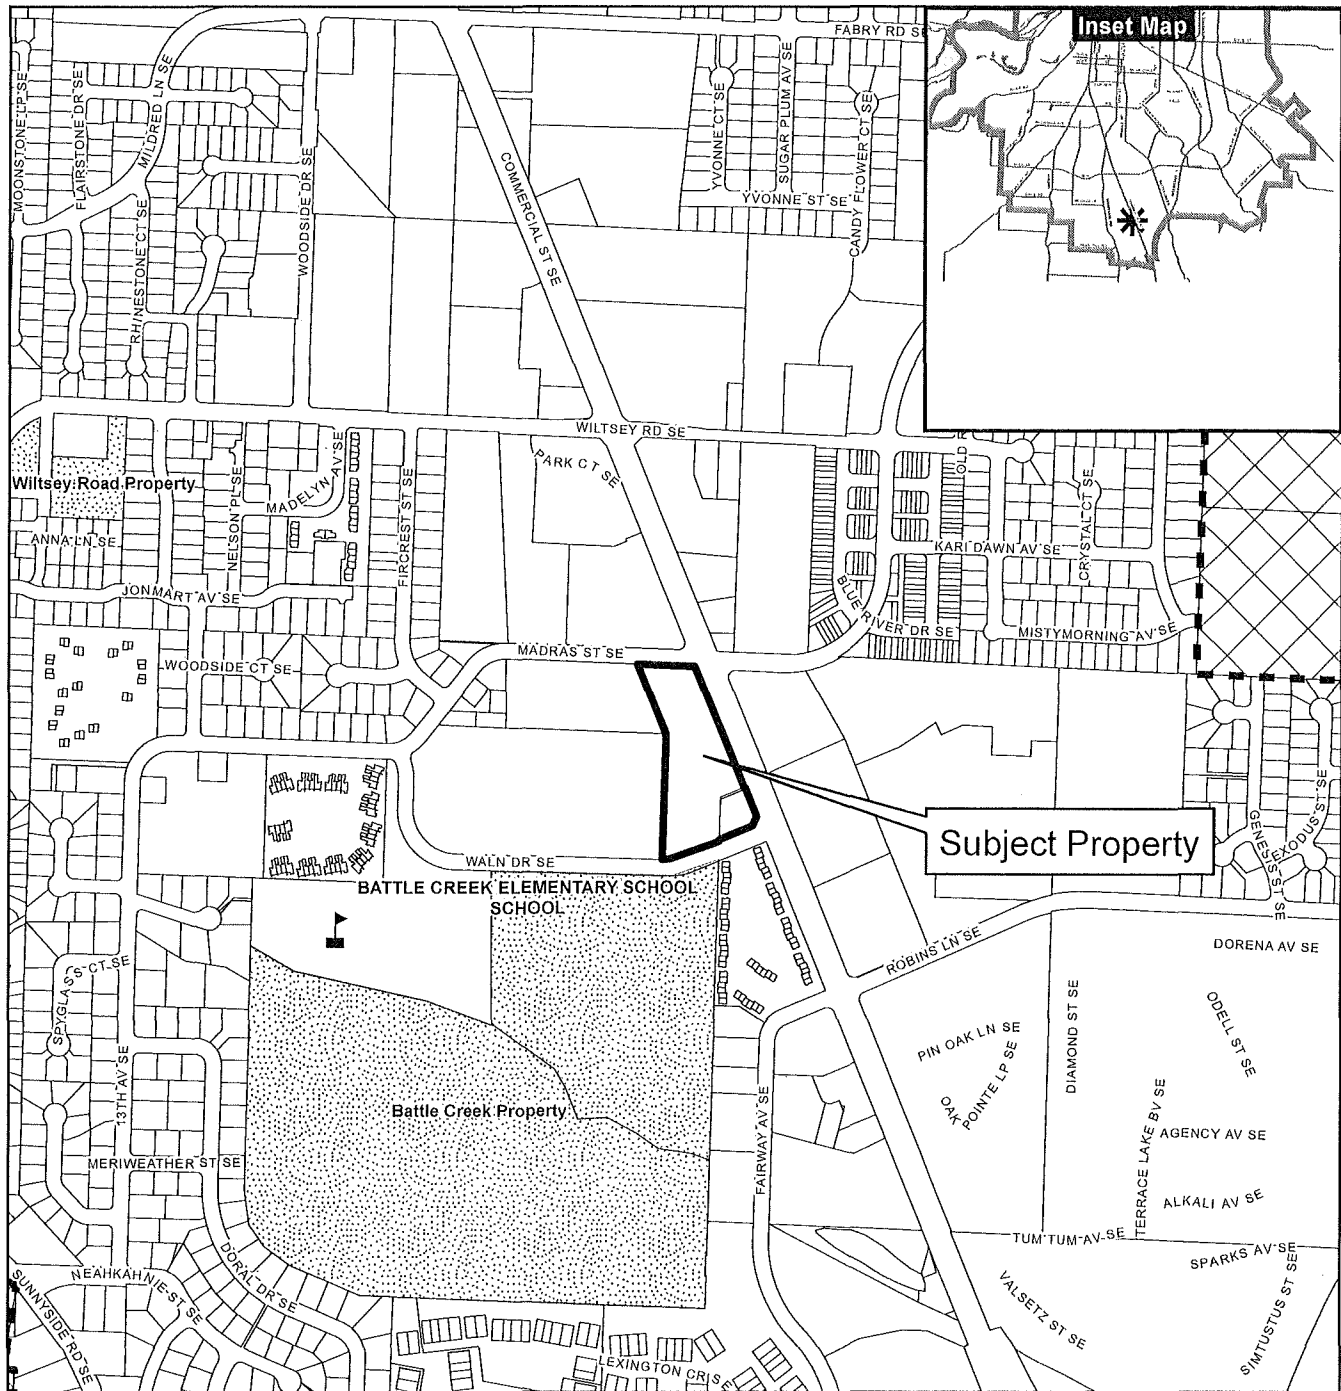 FABRY RD S
Inset Map
MOONSTONE LP SE
FLAIRSTONE DR SE
MILDRED LN SE
RHINESTONE CT SE
WOODSIDE DR SE
COMMERCIAL ST SE
YVONNE CT SE
SUGAR PLUM AV SE
CANDY FLOWER CT SE
YVONNE ST SE
WILTSEY RD SE
PARK CT SE
OLD R
Wiltsey Road Property
NELSON PL SE
MADELYN AV SE
FIRCREST ST SE
CRYSTAL CT SE
ANNA LN SE
KARI DAWN AV SE
JONMART AV SE
BLUE RIVER DR SE
MISTYMORNING AV SE
WOODSIDE CT SE
MADRAS ST SE
Subject Property
GENESIS ST SE
EXODUS ST SE
WALN DR SE
BATTLE CREEK ELEMENTARY SCHOOL
SCHOOL
SPYGLASS CT SE
ROBINS LN SE
DORENA AV SE
PIN OAK LN SE
OAK POINTE LP SE
DIAMOND ST SE
ODELL ST SE
13TH AV SE
Battle Creek Property
FAIRWAY AV SE
TERRACE LAKE BV SE
AGENCY AV SE
MERIWEATHER ST SE
ALKALI AV SE
TUM TUM AV SE
SPARKS AV SE
NEAHKAHNIE ST SE
DORAL DR SE
SUNNYSIDE RD SE
VALSETZ ST SE
SIMTUSTUS ST SE
LEXINGTON CR SE